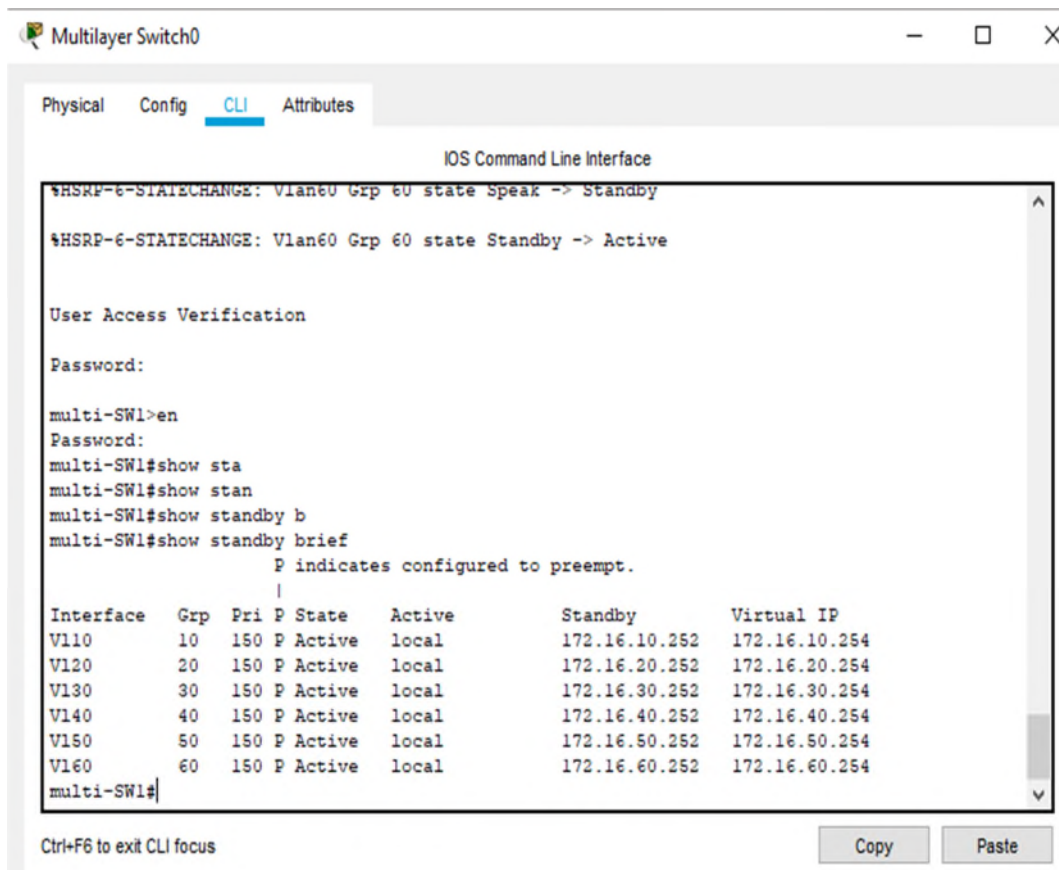 Multilayer Switch0
Physical Config CLI Attributes
IOS Command Line Interface
%HSRP-6-STATECHANGE: Vlan60 Grp 60 state Speak -> Standby
%HSRP-6-STATECHANGE: Vlan60 Grp 60 state Standby -> Active
User Access Verification
Password:
multi-SW1>en
Password:
multi-SW1#show sta
multi-SW1#show stan
multi-SW1#show standby b
multi-SW1#show standby brief
P indicates configured to preempt.
|
Interface Grp Pri P State Active Standby Virtual IP
Vl10 10 150 P Active local 172.16.10.252 172.16.10.254
Vl20 20 150 P Active local 172.16.20.252 172.16.20.254
Vl30 30 150 P Active local 172.16.30.252 172.16.30.254
Vl40 40 150 P Active local 172.16.40.252 172.16.40.254
Vl50 50 150 P Active local 172.16.50.252 172.16.50.254
Vl60 60 150 P Active local 172.16.60.252 172.16.60.254
multi-SW1#
Ctrl+F6 to exit CLI focus Copy Paste